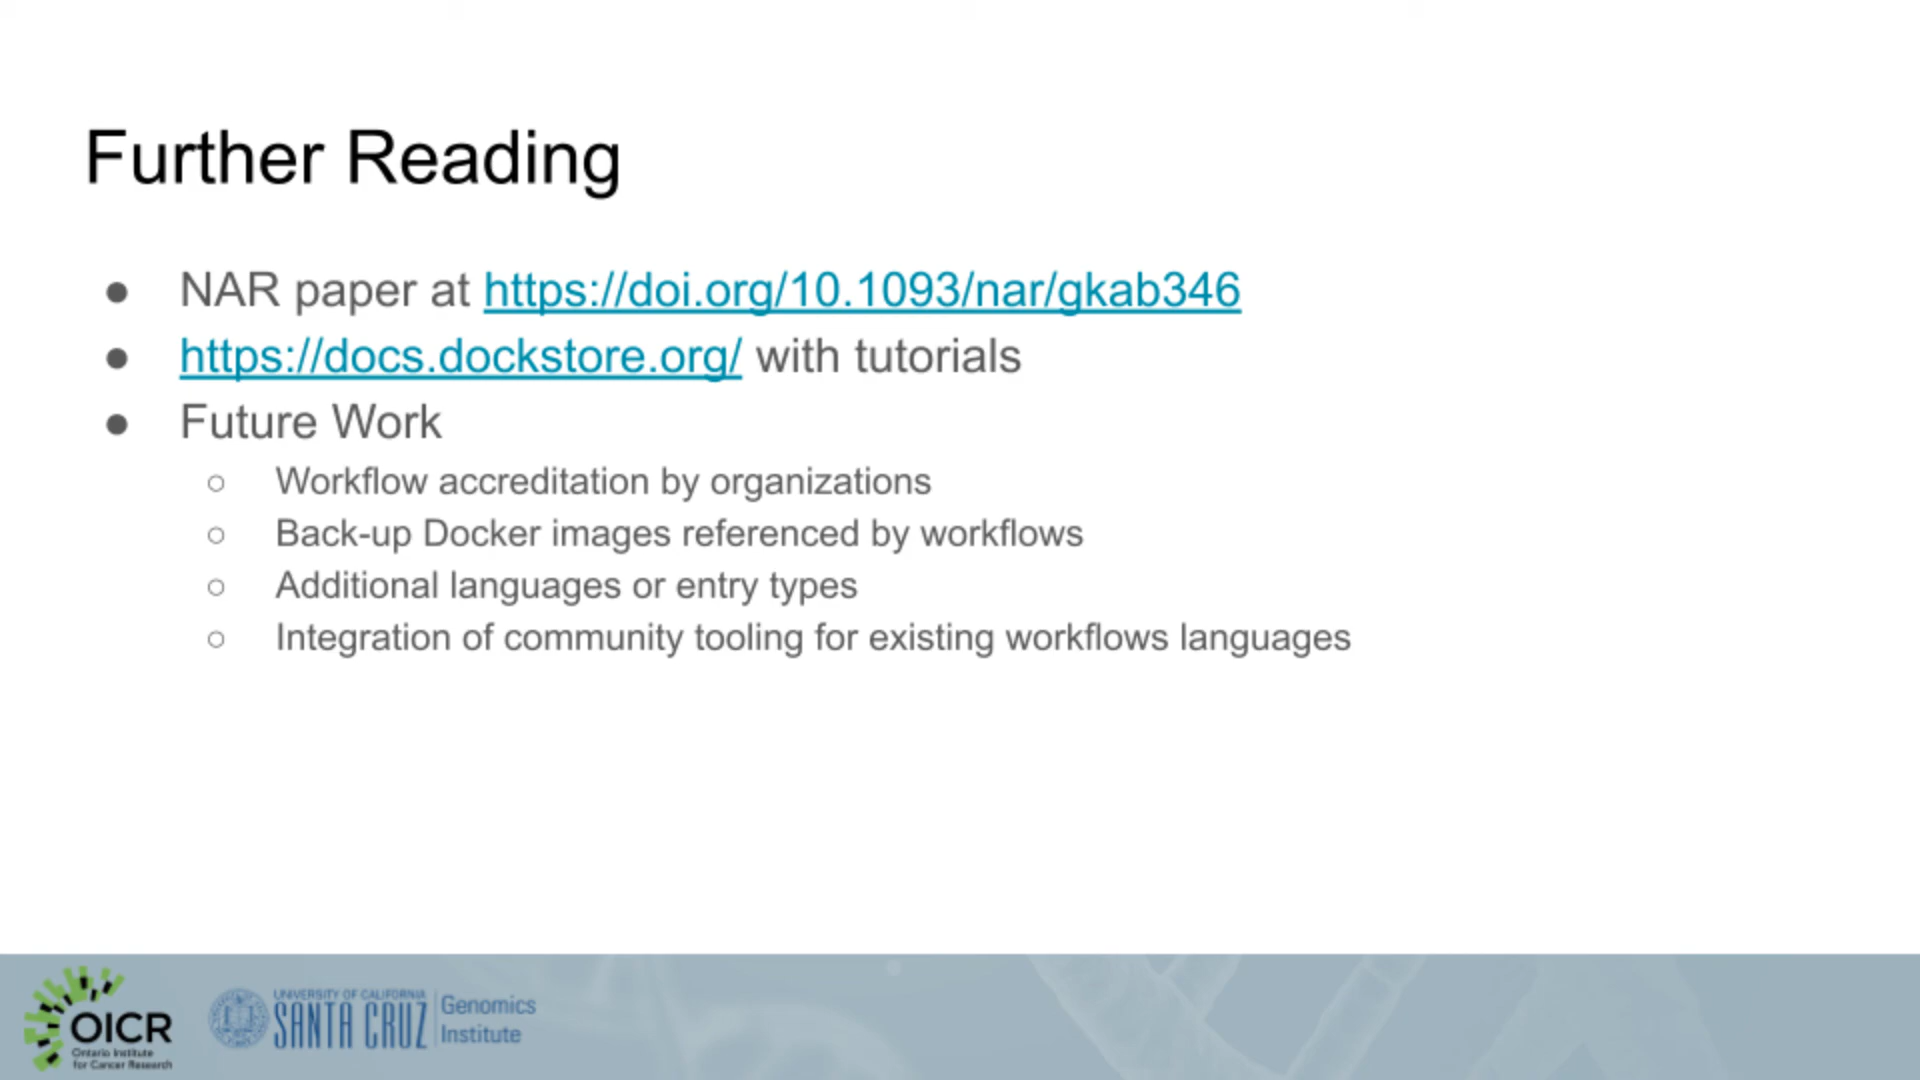 Further Reading
● NAR paper at https://doi.org/10.1093/nar/gkab346
● https://docs.dockstore.org/ with tutorials
● Future Work
○ Workflow accreditation by organizations
○ Back-up Docker images referenced by workflows
○ Additional languages or entry types
○ Integration of community tooling for existing workflows languages
OICR
Ontario Institute
for Cancer Research
UNIVERSITY OF CALIFORNIA
SANTA CRUZ
Genomics
Institute